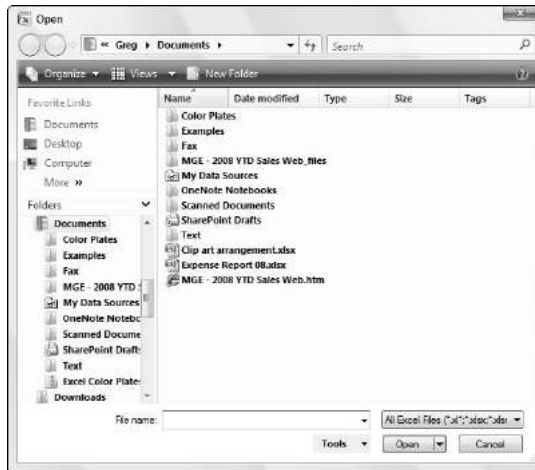 Open
« Greg ▸ Documents ▸ Search
Organize Views New Folder
Favorite Links
Documents
Desktop
Computer
More »
Folders
Documents
Color Plates
Examples
Fax
MGE - 2008 YTD
My Data Sources
OneNote Notebo
Scanned Docume
SharePoint Draft
Text
Excel Color Plate
Downloads
Name Date modified Type Size Tags
Color Plates
Examples
Fax
MGE - 2008 YTD Sales Web_files
My Data Sources
OneNote Notebooks
Scanned Documents
SharePoint Drafts
Text
Clip art arrangement.xlsx
Expense Report 08.xlsx
MGE - 2008 YTD Sales Web.htm
File name:
All Excel Files (*.xl*;*.xlsx;*.xls
Tools Open Cancel